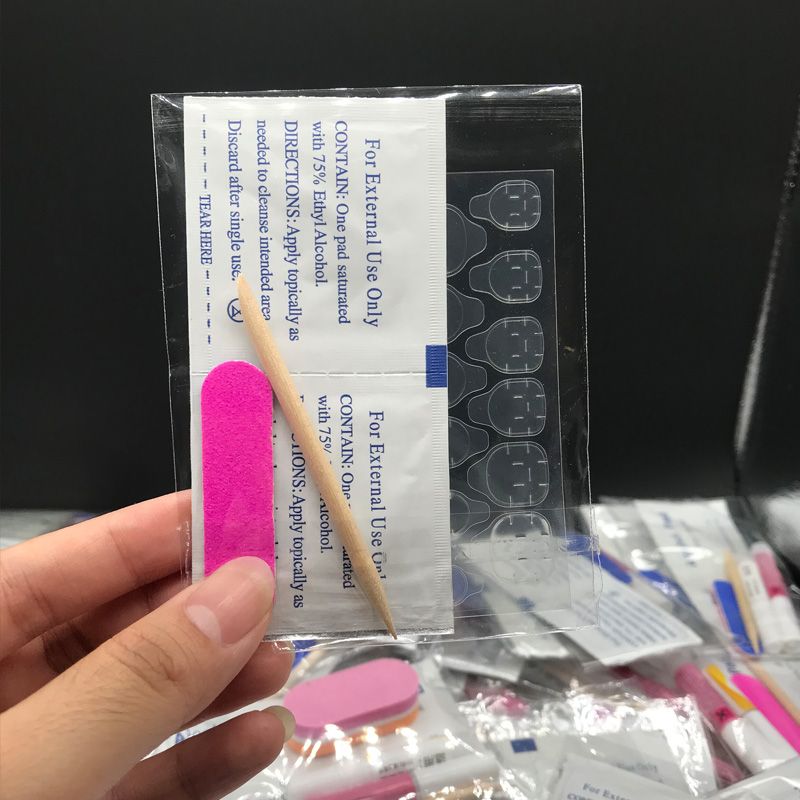 For External Use Only
CONTAIN: One pad saturated
with 75% Ethyl Alcohol.
DIRECTIONS: Apply topically as
needed to cleanse intended area
Discard after single use.
TEAR HERE
For External Use Only
CONTAIN: One
with 75%
Alcohol.
Apply topically as